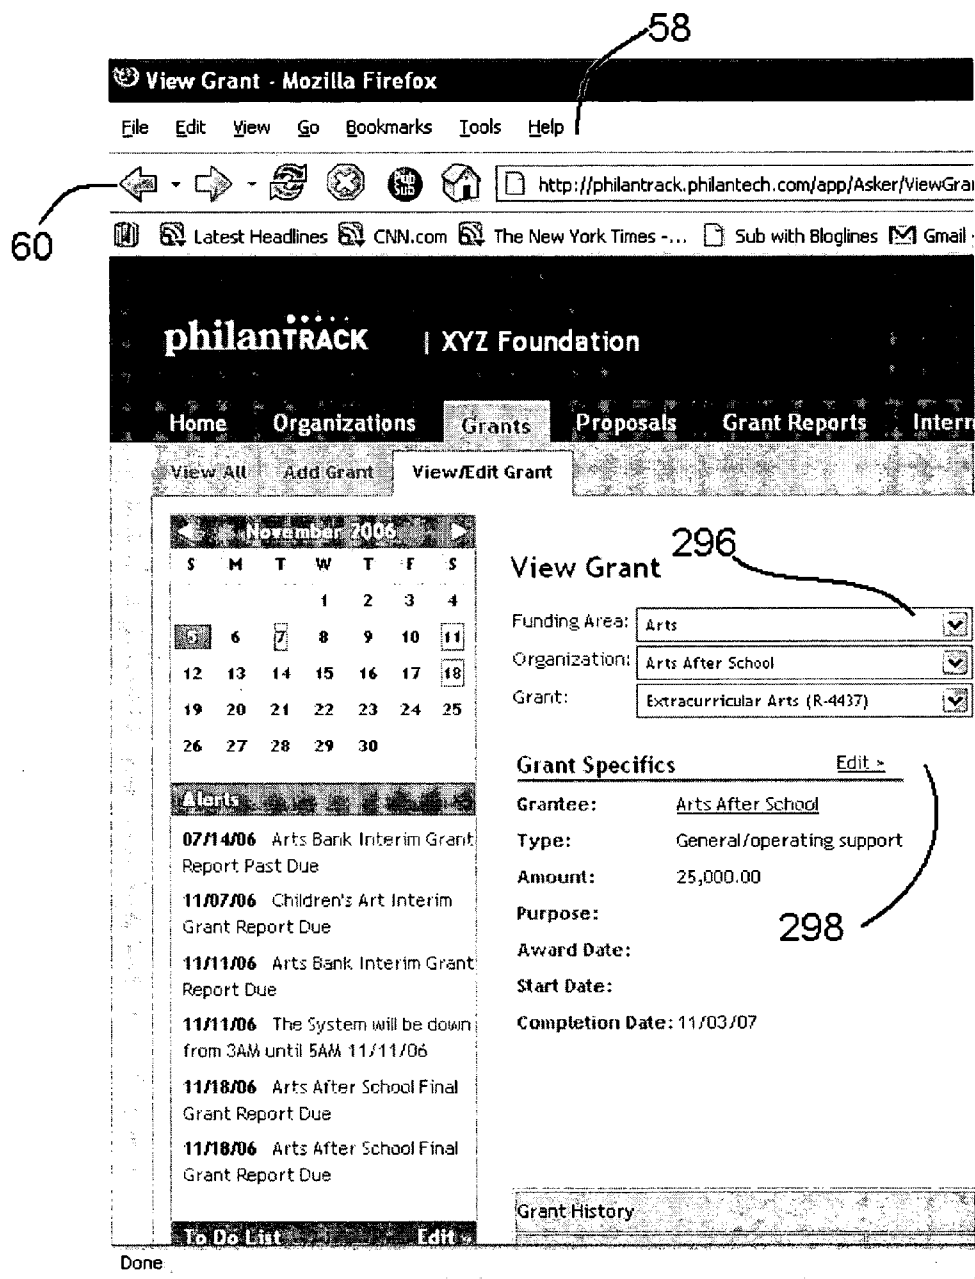 58
View Grant - Mozilla Firefox
File Edit View Go Bookmarks Tools Help
Pub Sub
http://philantrack.philantech.com/app/Asker/ViewGra
60
Latest Headlines CNN.com The New York Times -... Sub with Bloglines Gmail
philanTRACK | XYZ Foundation
Home Organizations Grants Proposals Grant Reports Intern
View All Add Grant View/Edit Grant
November 2006
S M T W T F S
1 2 3 4
5 6 7 8 9 10 11
12 13 14 15 16 17 18
19 20 21 22 23 24 25
26 27 28 29 30
Alerts
07/14/06 Arts Bank Interim Grant
Report Past Due
11/07/06 Children's Art Interim
Grant Report Due
11/11/06 Arts Bank Interim Grant
Report Due
11/11/06 The System will be down
from 3AM until 5AM 11/11/06
11/18/06 Arts After School Final
Grant Report Due
11/18/06 Arts After School Final
Grant Report Due
To Do List Edit »
View Grant
296
Funding Area: Arts
Organization: Arts After School
Grant: Extracurricular Arts (R-4437)
Grant Specifics Edit »
Grantee: Arts After School
Type: General/operating support
Amount: 25,000.00
Purpose:
298
Award Date:
Start Date:
Completion Date: 11/03/07
Grant History
Done